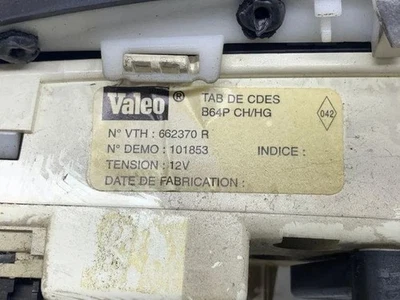 Valeo ® TAB DE CDES
B64P CH/HG
042
N° VTH : 662370 R
N° DEMO : 101853 INDICE :
TENSION : 12V
DATE DE FABRICATION :